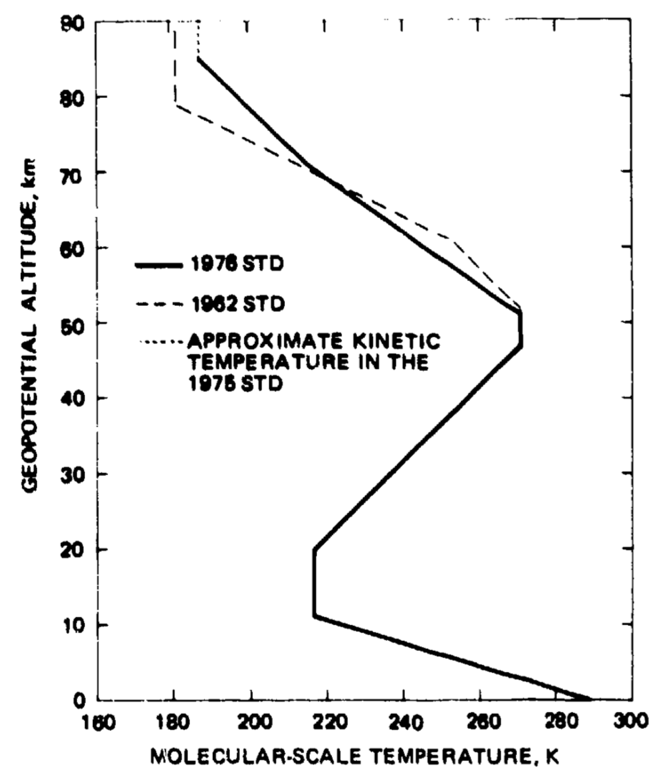 90
80
70
60
50
40
30
20
10
0
GEOPOTENTIAL ALTITUDE, km
1976 STD
1962 STD
APPROXIMATE KINETIC
TEMPERATURE IN THE
1976 STD
160 180 200 220 240 260 280 300
MOLECULAR-SCALE TEMPERATURE, K